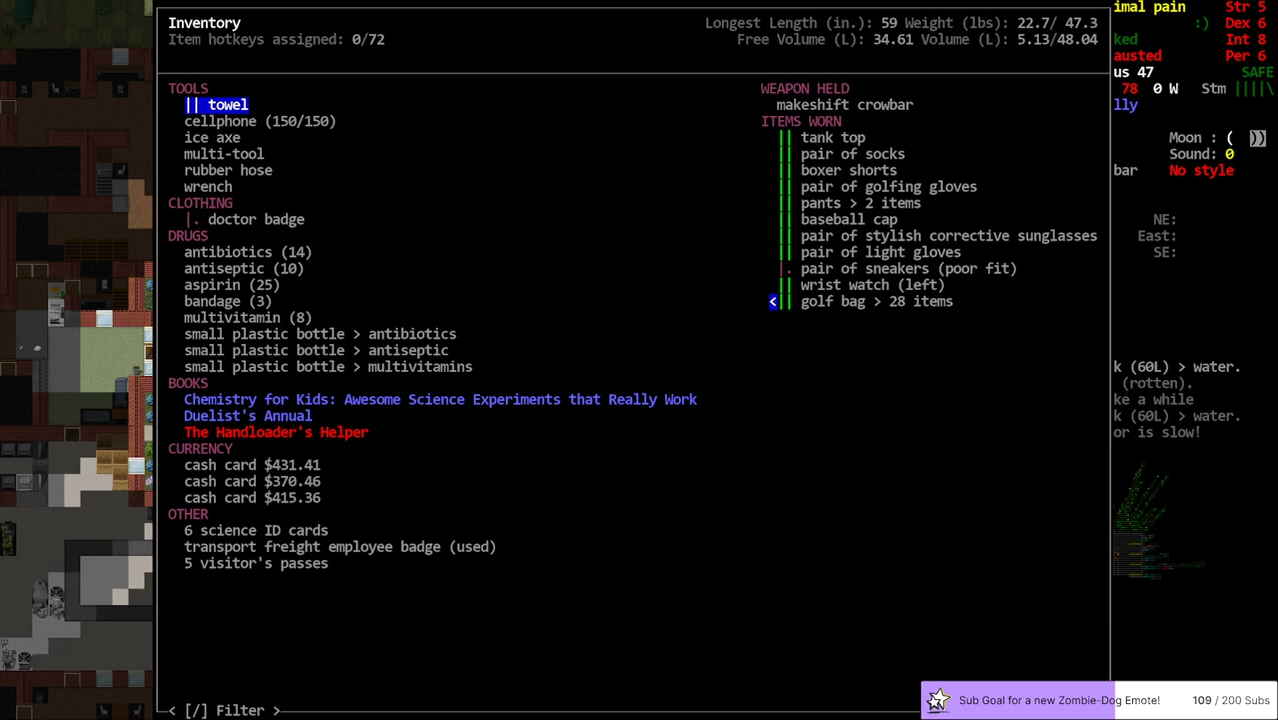 Inventory
Longest Length (in.): 59 Weight (lbs): 22.7/ 47.3
Item hotkeys assigned: 0/72
Free Volume (L): 34.61 Volume (L): 5.13/48.04
TOOLS
|| towel
cellphone (150/150)
ice axe
multi-tool
rubber hose
wrench
CLOTHING
|. doctor badge
DRUGS
antibiotics (14)
antiseptic (10)
aspirin (25)
bandage (3)
multivitamin (8)
small plastic bottle > antibiotics
small plastic bottle > antiseptic
small plastic bottle > multivitamins
BOOKS
Chemistry for Kids: Awesome Science Experiments that Really Work
Duelist's Annual
The Handloader's Helper
CURRENCY
cash card $431.41
cash card $370.46
cash card $415.36
OTHER
6 science ID cards
transport freight employee badge (used)
5 visitor's passes
WEAPON HELD
makeshift crowbar
ITEMS WORN
|| tank top
|| pair of socks
|| boxer shorts
|| pair of golfing gloves
|| pants > 2 items
|| baseball cap
|| pair of stylish corrective sunglasses
|| pair of light gloves
|. pair of sneakers (poor fit)
|| wrist watch (left)
<|| golf bag > 28 items
< [/] Filter >
imal pain Str 5
:) Dex 6
ked Int 8
austed Per 6
us 47 SAFE
78 0 W Stm ||||\
lly
Moon : ( ))
Sound: 0
bar No style
NE:
East:
SE:
k (60L) > water.
(rotten).
ke a while
k (60L) > water.
or is slow!
Sub Goal for a new Zombie-Dog Emote! 109 / 200 Subs